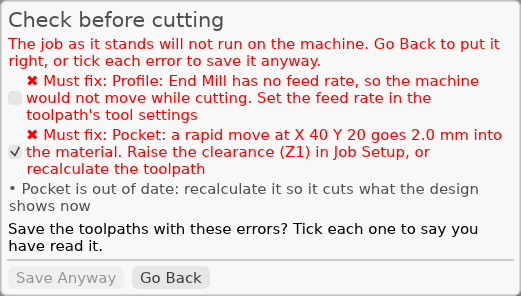 Check before cutting
The job as it stands will not run on the machine. Go Back to put it
right, or tick each error to save it anyway.
✖ Must fix: Profile: End Mill has no feed rate, so the machine
would not move while cutting. Set the feed rate in the
toolpath's tool settings
✖ Must fix: Pocket: a rapid move at X 40 Y 20 goes 2.0 mm into
the material. Raise the clearance (Z1) in Job Setup, or
recalculate the toolpath
• Pocket is out of date: recalculate it so it cuts what the design
shows now
Save the toolpaths with these errors? Tick each one to say you
have read it.
Save Anyway Go Back